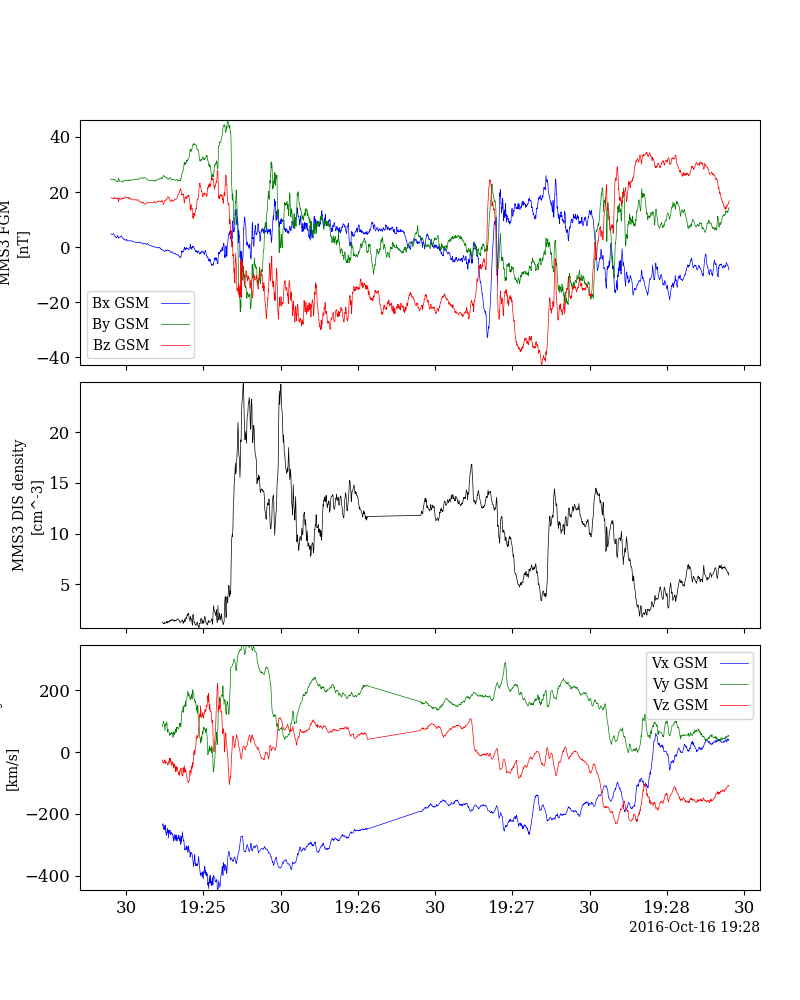 40
20
0
−20
−40
MMS3 FGM
[nT]
Bx GSM
By GSM
Bz GSM
20
15
10
5
MMS3 DIS density
[cm^-3]
200
0
−200
−400
[km/s]
Vx GSM
Vy GSM
Vz GSM
30 19:25 30 19:26 30 19:27 30 19:28 30
2016-Oct-16 19:28